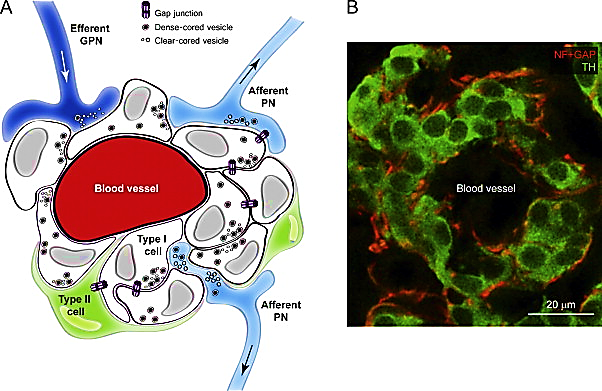 A
Gap junction
Dense-cored vesicle
Clear-cored vesicle
Efferent
GPN
Afferent
PN
Blood vessel
Type I
cell
Type II
cell
Afferent
PN
B
NF+GAP
TH
Blood vessel
20 µm